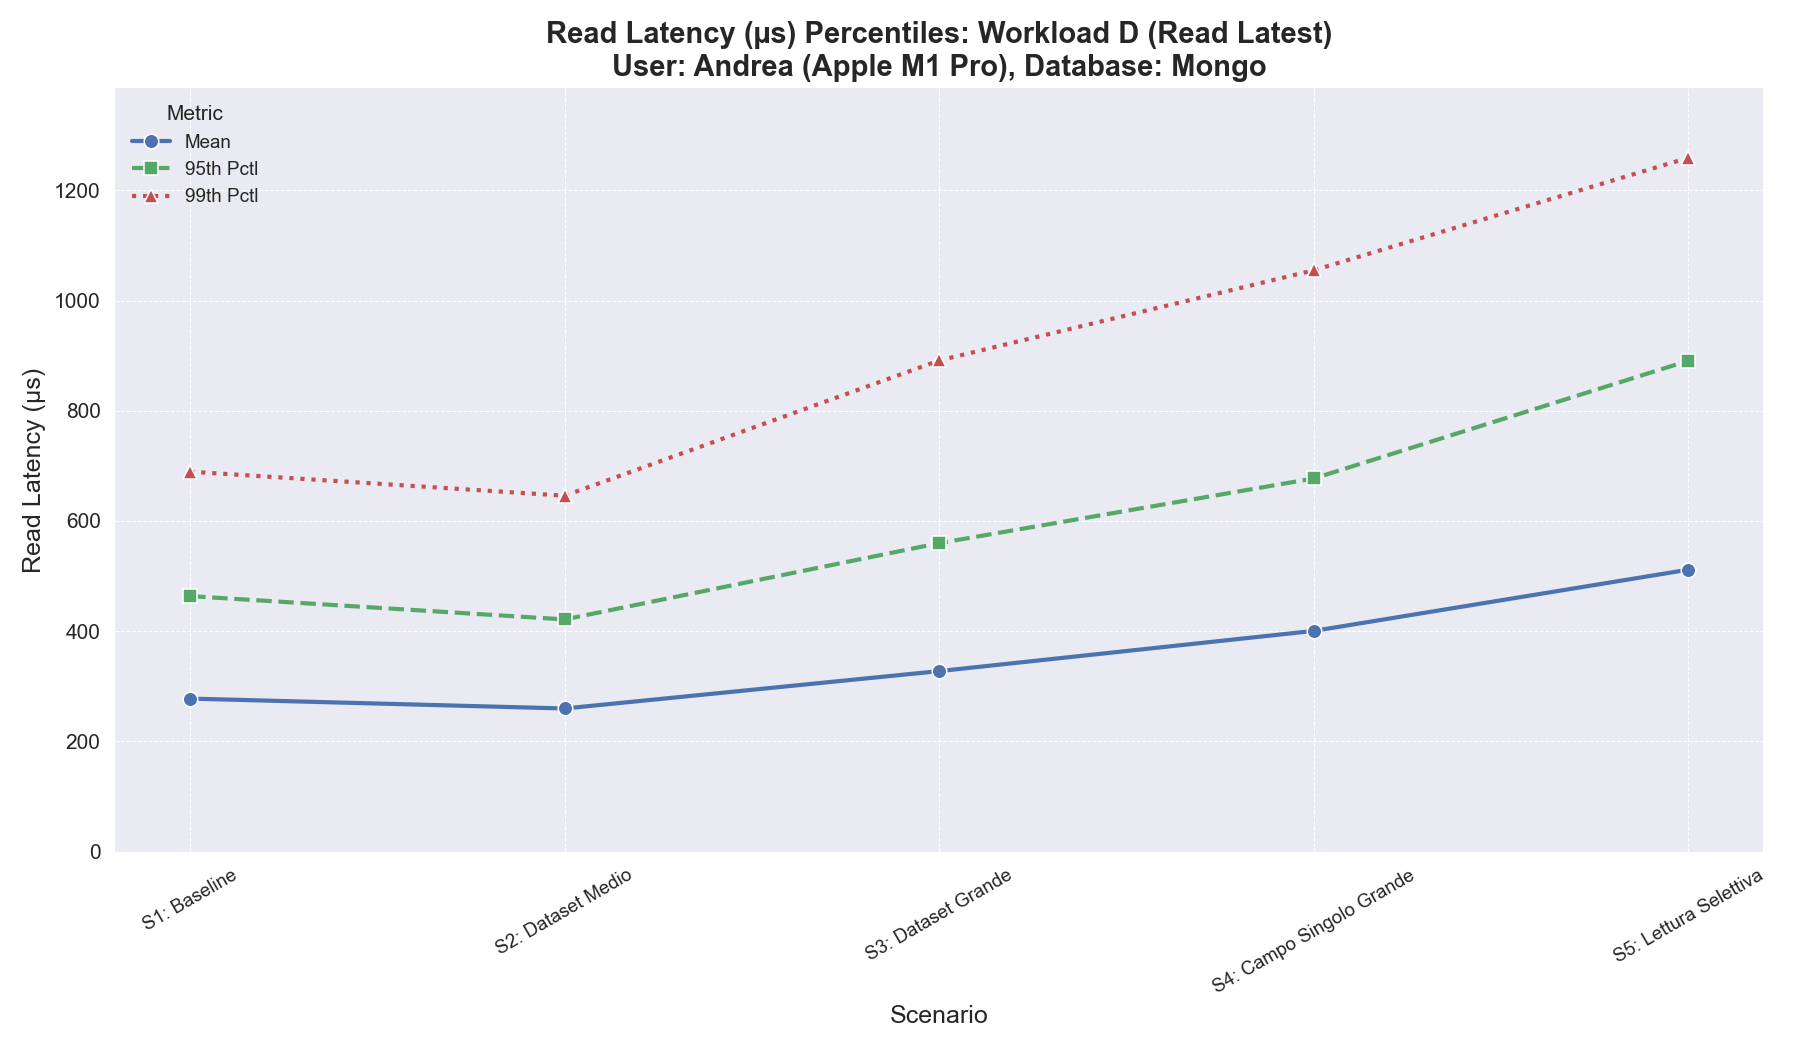 Read Latency (µs) Percentiles: Workload D (Read Latest)
User: Andrea (Apple M1 Pro), Database: Mongo
Metric
Mean
95th Pctl
99th Pctl
Read Latency (µs)
1200
1000
800
600
400
200
0
S1: Baseline
S2: Dataset Medio
S3: Dataset Grande
S4: Campo Singolo Grande
S5: Lettura Selettiva
Scenario